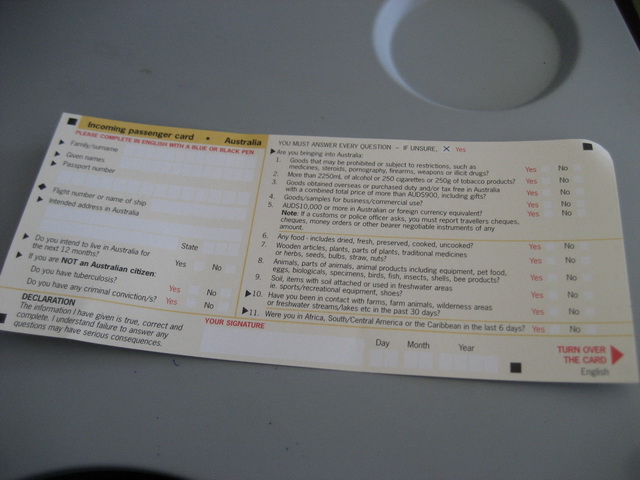 Incoming passenger card • Australia
PLEASE COMPLETE IN ENGLISH WITH A BLUE OR BLACK PEN
Family/surname
Given names
Passport number
Flight number or name of ship
Intended address in Australia
State
Do you intend to live in Australia for
the next 12 months?
Yes No
If you are NOT an Australian citizen:
Do you have tuberculosis?
Yes No
Do you have any criminal conviction/s?
Yes No
DECLARATION
The information I have given is true, correct and
complete. I understand failure to answer any
questions may have serious consequences.
YOU MUST ANSWER EVERY QUESTION – IF UNSURE, X Yes
Are you bringing into Australia
1. Goods that may be prohibited or subject to restrictions, such as
medicines, steroids, pornography, firearms, weapons or illicit drugs?
Yes No
2. More than 2250mL of alcohol or 250 cigarettes or 250g of tobacco products?
Yes No
3. Goods obtained overseas or purchased duty and/or tax free in Australia
with a combined total price of more than AUD$900, including gifts?
Yes No
4. Goods/samples for business/commercial use?
Yes No
5. AUD$10,000 or more in Australian or foreign currency equivalent?
Yes No
Note: If a customs or police officer asks, you must report travellers cheques,
cheques, money orders or other bearer negotiable instruments of any
amount.
6. Any food - includes dried, fresh, preserved, cooked, uncooked?
Yes No
7. Wooden articles, plants, parts of plants, traditional medicines
or herbs, seeds, bulbs, straw, nuts?
Yes No
8. Animals, parts of animals, animal products including equipment, pet food,
eggs, biologicals, specimens, birds, fish, insects, shells, bee products?
Yes No
9. Soil, items with soil attached or used in freshwater areas
ie. sports/recreational equipment, shoes?
Yes No
10. Have you been in contact with farms, farm animals, wilderness areas
or freshwater streams/lakes etc in the past 30 days?
Yes No
11. Were you in Africa, South/Central America or the Caribbean in the last 6 days?
Yes No
YOUR SIGNATURE
Day Month Year
TURN OVER
THE CARD
English